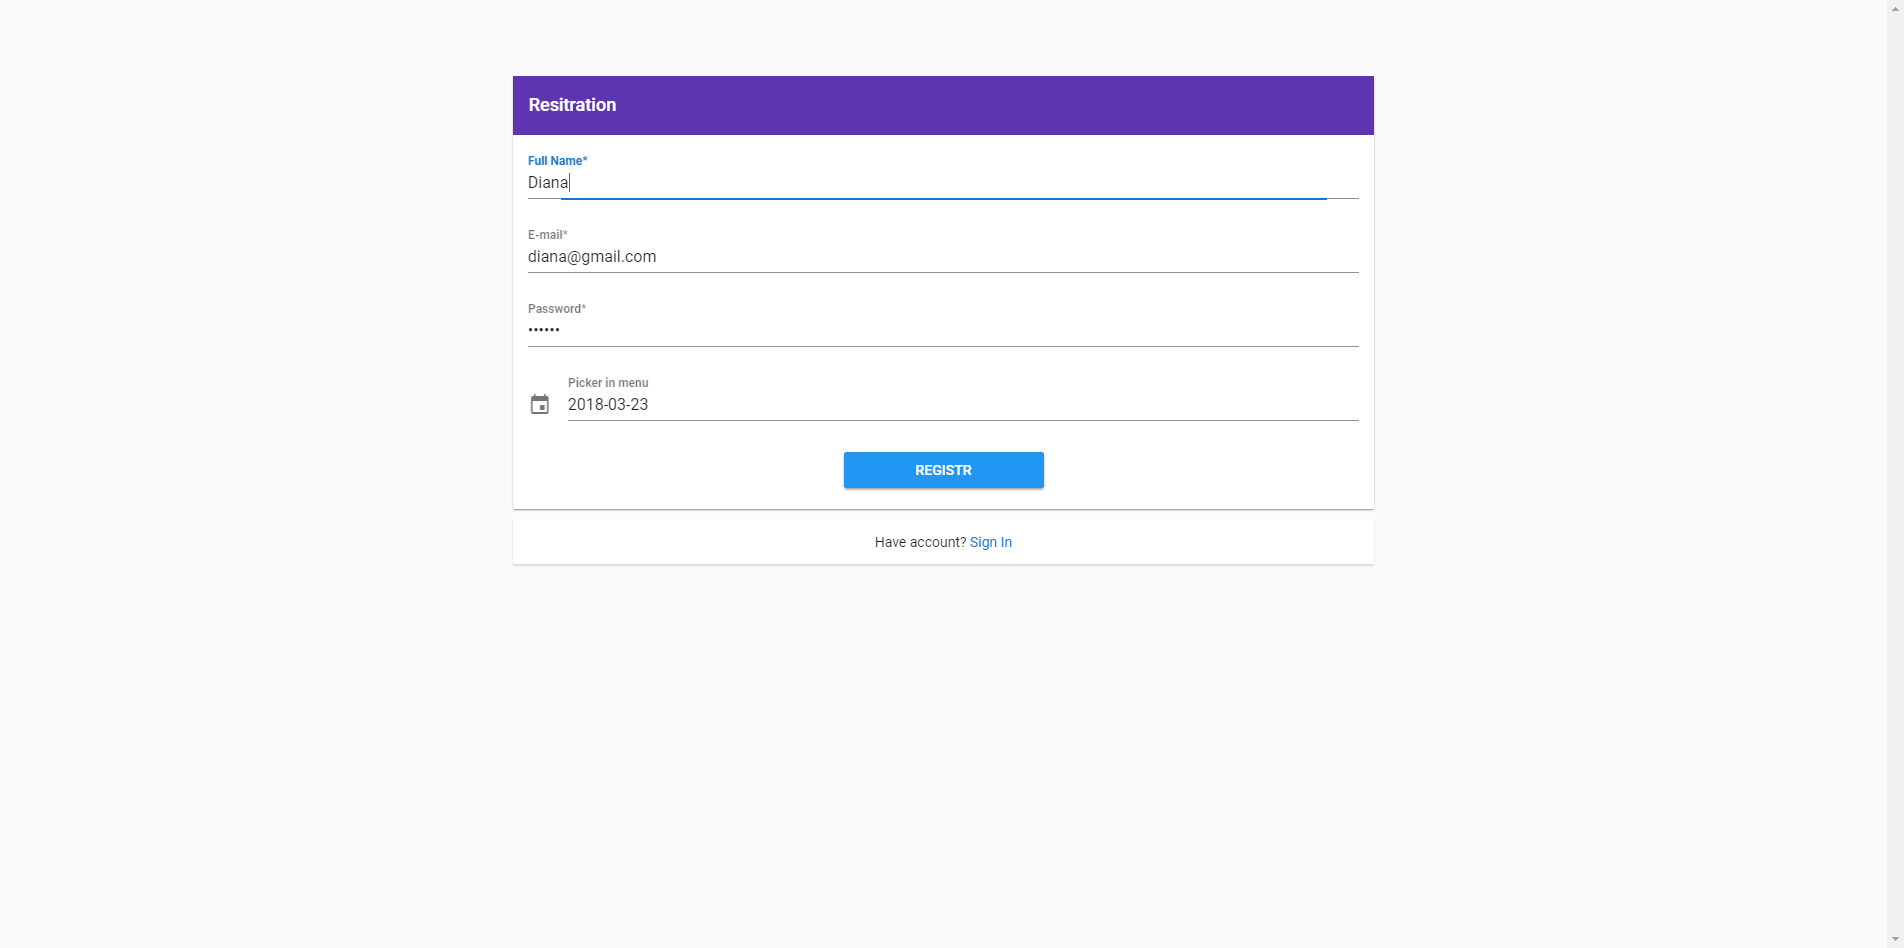 Resitration
Full Name*
Diana
E-mail*
diana@gmail.com
Password*
••••••
Picker in menu
2018-03-23
REGISTR
Have account? Sign In